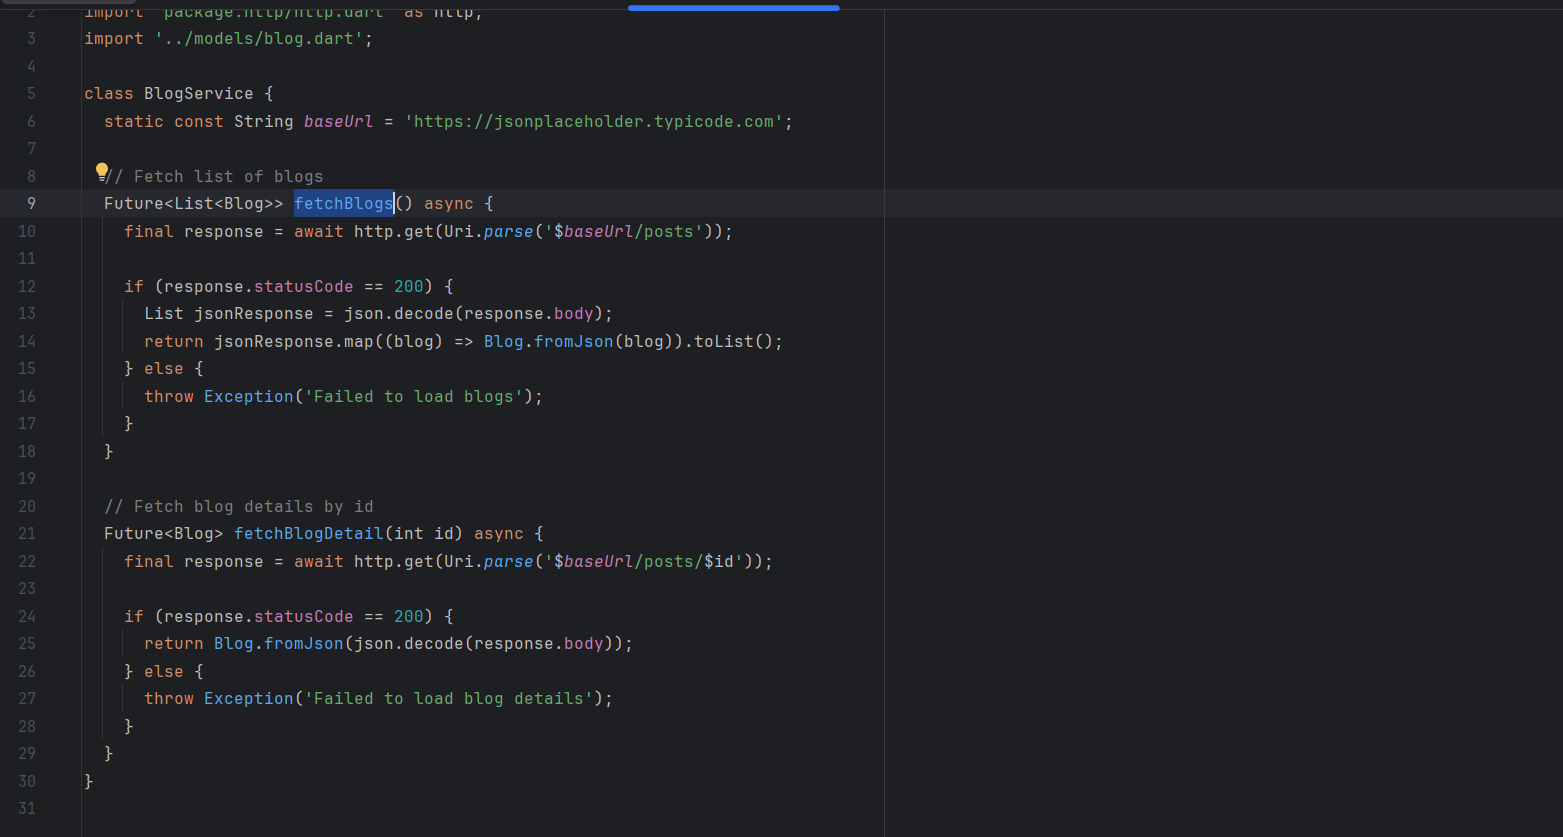 2 import 'package:http/http.dart' as http;
3 import '../models/blog.dart';
4
5 class BlogService {
6 static const String baseUrl = 'https://jsonplaceholder.typicode.com';
7
8 // Fetch list of blogs
9 Future<List<Blog>> fetchBlogs() async {
10 final response = await http.get(Uri.parse('$baseUrl/posts'));
11
12 if (response.statusCode == 200) {
13 List jsonResponse = json.decode(response.body);
14 return jsonResponse.map((blog) => Blog.fromJson(blog)).toList();
15 } else {
16 throw Exception('Failed to load blogs');
17 }
18 }
19
20 // Fetch blog details by id
21 Future<Blog> fetchBlogDetail(int id) async {
22 final response = await http.get(Uri.parse('$baseUrl/posts/$id'));
23
24 if (response.statusCode == 200) {
25 return Blog.fromJson(json.decode(response.body));
26 } else {
27 throw Exception('Failed to load blog details');
28 }
29 }
30 }
31